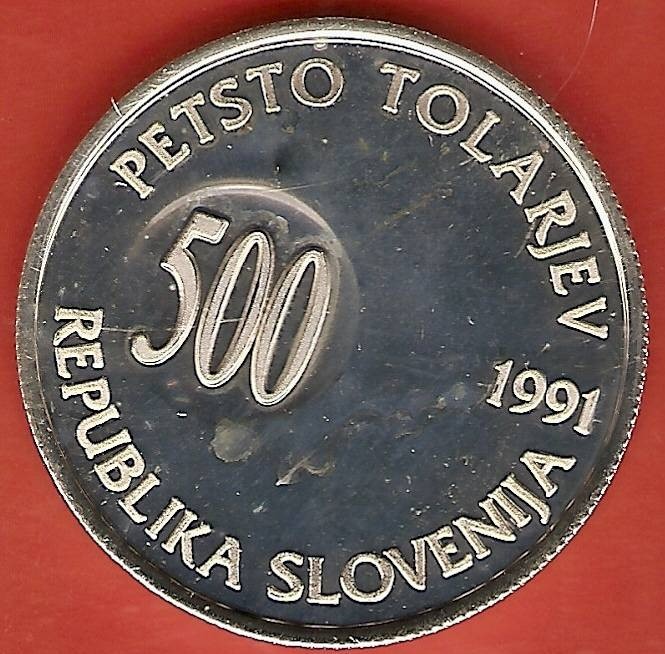 PETSTO TOLARJEV
500
1991
REPUBLIKA SLOVENIJA